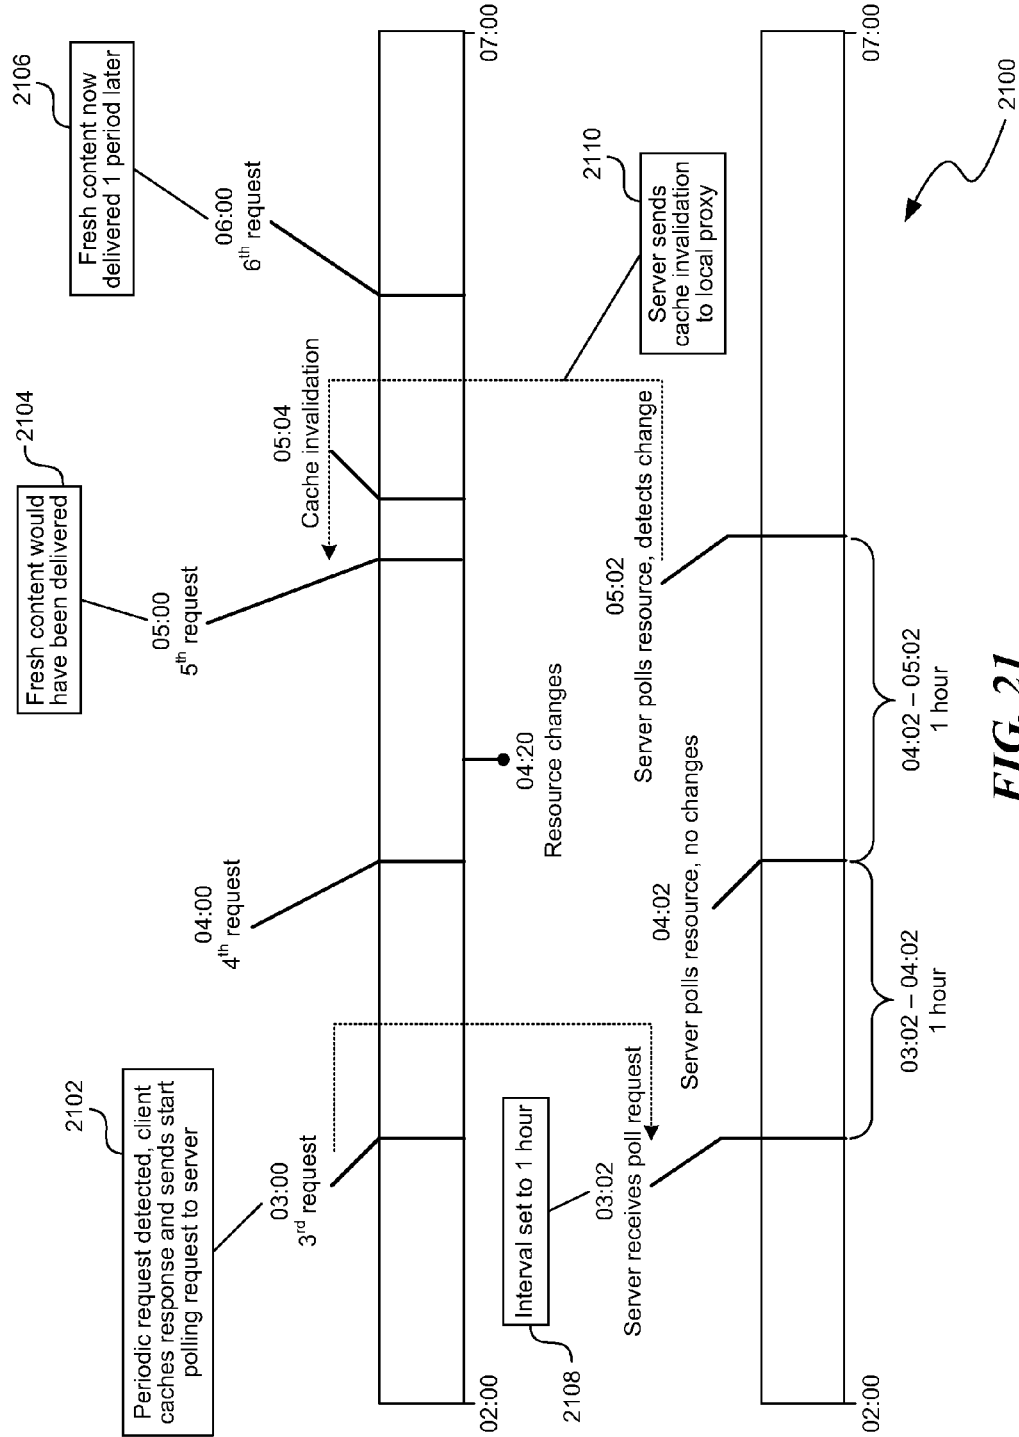 2102
Periodic request detected, client
caches response and sends start
polling request to server
2104
Fresh content would
have been delivered
2106
Fresh content now
delivered 1 period later
03:00
3rd request
04:00
4th request
05:00
5th request
05:04
Cache invalidation
06:00
6th request
02:00
07:00
04:20
Resource changes
2108
Interval set to 1 hour
2110
Server sends
cache invalidation
to local proxy
03:02
Server receives poll request
04:02
Server polls resource, no changes
05:02
Server polls resource, detects change
02:00
07:00
03:02 – 04:02
1 hour
04:02 – 05:02
1 hour
2100
FIG. 21